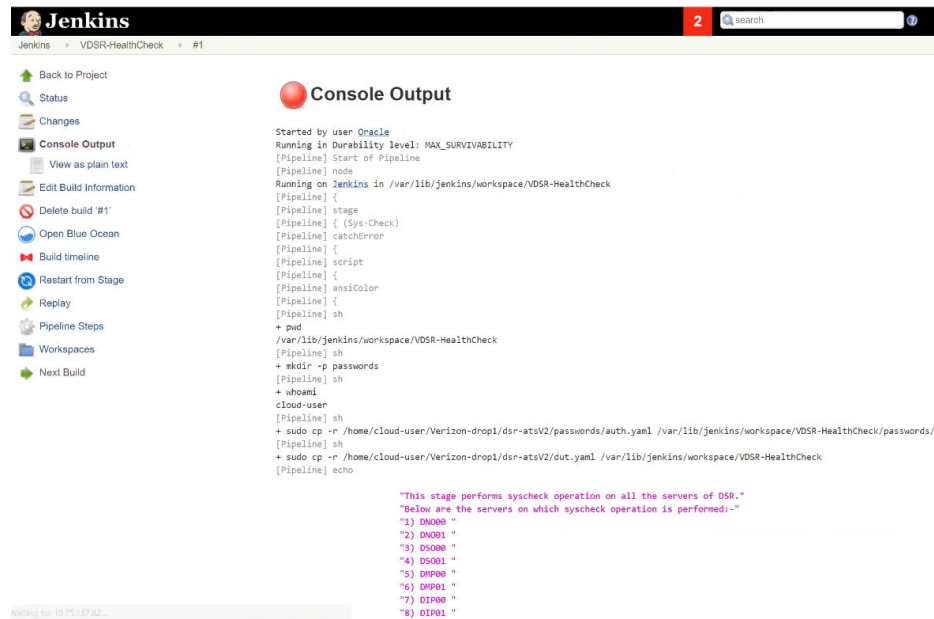 Jenkins
2
search
Jenkins › VDSR-HealthCheck › #1
Back to Project
Status
Changes
Console Output
View as plain text
Edit Build Information
Delete build '#1'
Open Blue Ocean
Build timeline
Restart from Stage
Replay
Pipeline Steps
Workspaces
Next Build
Console Output
Started by user Oracle
Running in Durability level: MAX_SURVIVABILITY
[Pipeline] Start of Pipeline
[Pipeline] node
Running on Jenkins in /var/lib/jenkins/workspace/VDSR-HealthCheck
[Pipeline] {
[Pipeline] stage
[Pipeline] { (Sys-Check)
[Pipeline] catchError
[Pipeline] {
[Pipeline] script
[Pipeline] {
[Pipeline] ansiColor
[Pipeline] {
[Pipeline] sh
+ pwd
/var/lib/jenkins/workspace/VDSR-HealthCheck
[Pipeline] sh
+ mkdir -p passwords
[Pipeline] sh
+ whoami
cloud-user
[Pipeline] sh
+ sudo cp -r /home/cloud-user/Verizon-drop1/dsr-atsV2/passwords/auth.yaml /var/lib/jenkins/workspace/VDSR-HealthCheck/passwords/
[Pipeline] sh
+ sudo cp -r /home/cloud-user/Verizon-drop1/dsr-atsV2/dut.yaml /var/lib/jenkins/workspace/VDSR-HealthCheck
[Pipeline] echo
"This stage performs syscheck operation on all the servers of DSR."
"Below are the servers on which syscheck operation is performed:-"
"1) DNO00 "
"2) DNO01 "
"3) DSO00 "
"4) DSO01 "
"5) DMP00 "
"6) DMP01 "
"7) DIP00 "
"8) DIP01 "
Waiting for